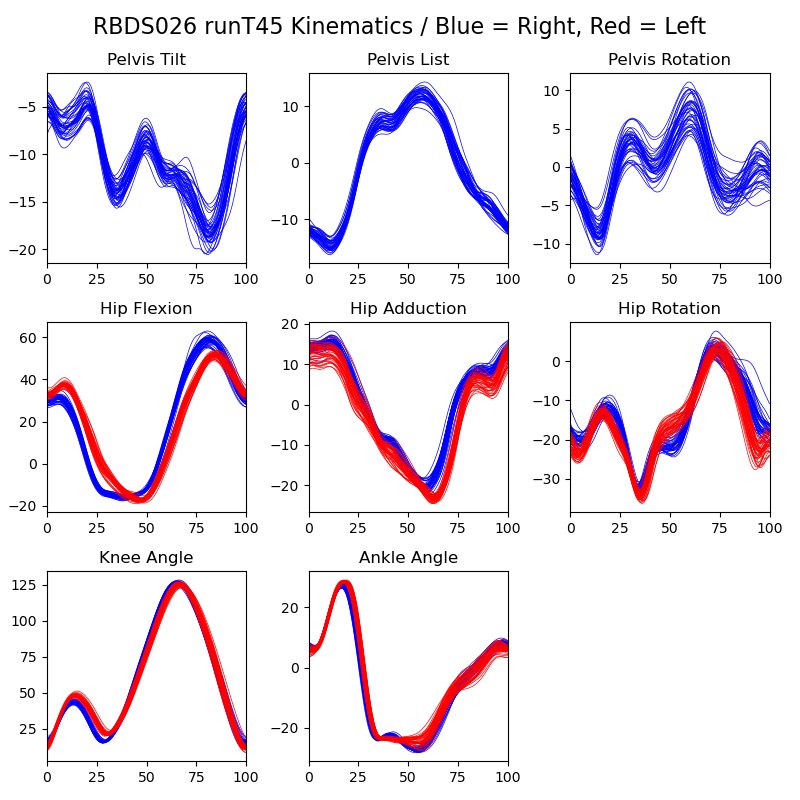 RBDS026 runT45 Kinematics / Blue = Right, Red = Left
Pelvis Tilt
Pelvis List
Pelvis Rotation
−5
−10
−15
−20
0 25 50 75 100
10
0
−10
0 25 50 75 100
10
5
0
−5
−10
0 25 50 75 100
Hip Flexion
Hip Adduction
Hip Rotation
60
40
20
0
−20
0 25 50 75 100
20
10
0
−10
−20
0 25 50 75 100
0
−10
−20
−30
0 25 50 75 100
Knee Angle
Ankle Angle
125
100
75
50
25
0 25 50 75 100
20
0
−20
0 25 50 75 100